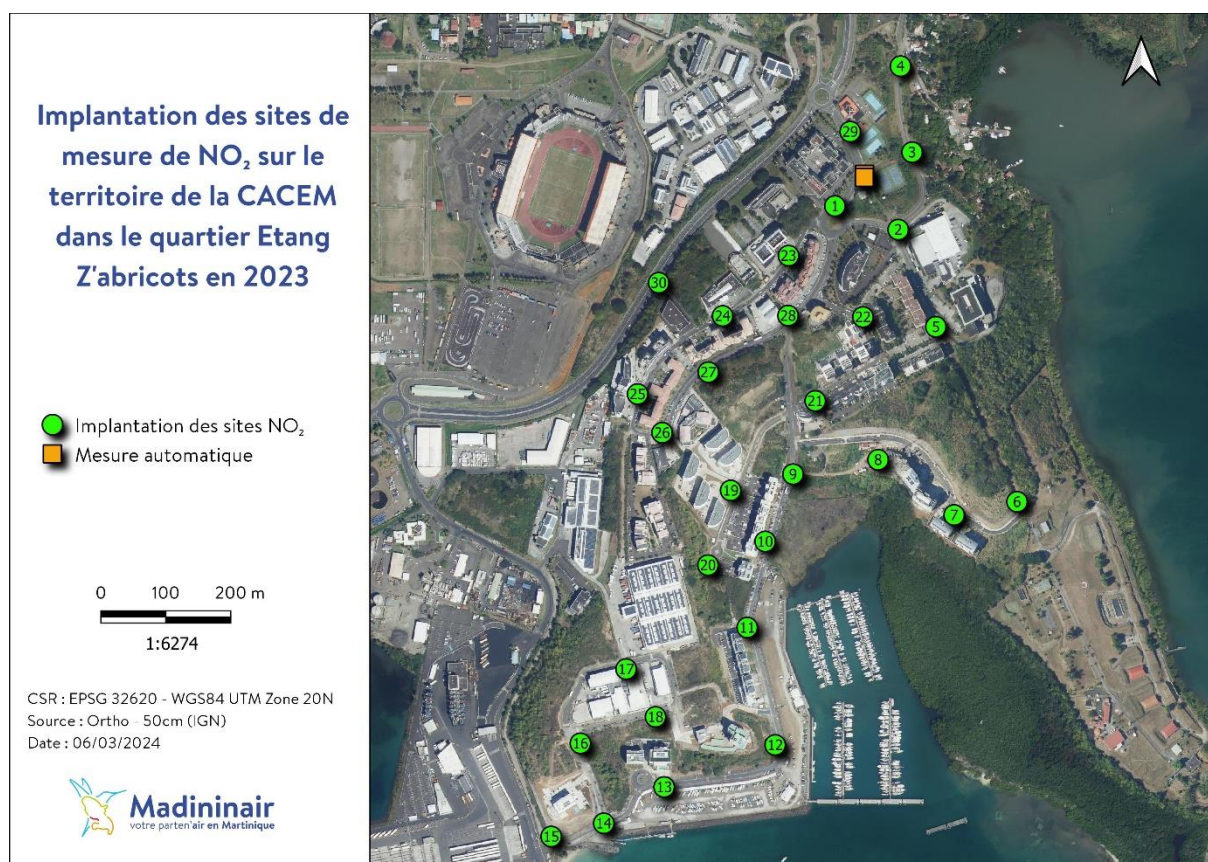 Implantation des sites de
mesure de NO₂ sur le
territoire de la CACEM
dans le quartier Etang
Z'abricots en 2023
Implantation des sites NO₂
Mesure automatique
0 100 200 m
1:6274
CSR : EPSG 32620 - WGS84 UTM Zone 20N
Source : Ortho - 50cm (IGN)
Date : 06/03/2024
Madininair
votre parten'air en Martinique
4
29
3
1
2
23
30
24
28
22
5
27
25
21
26
8
9
19
6
7
10
20
11
17
18
16
12
13
14
15